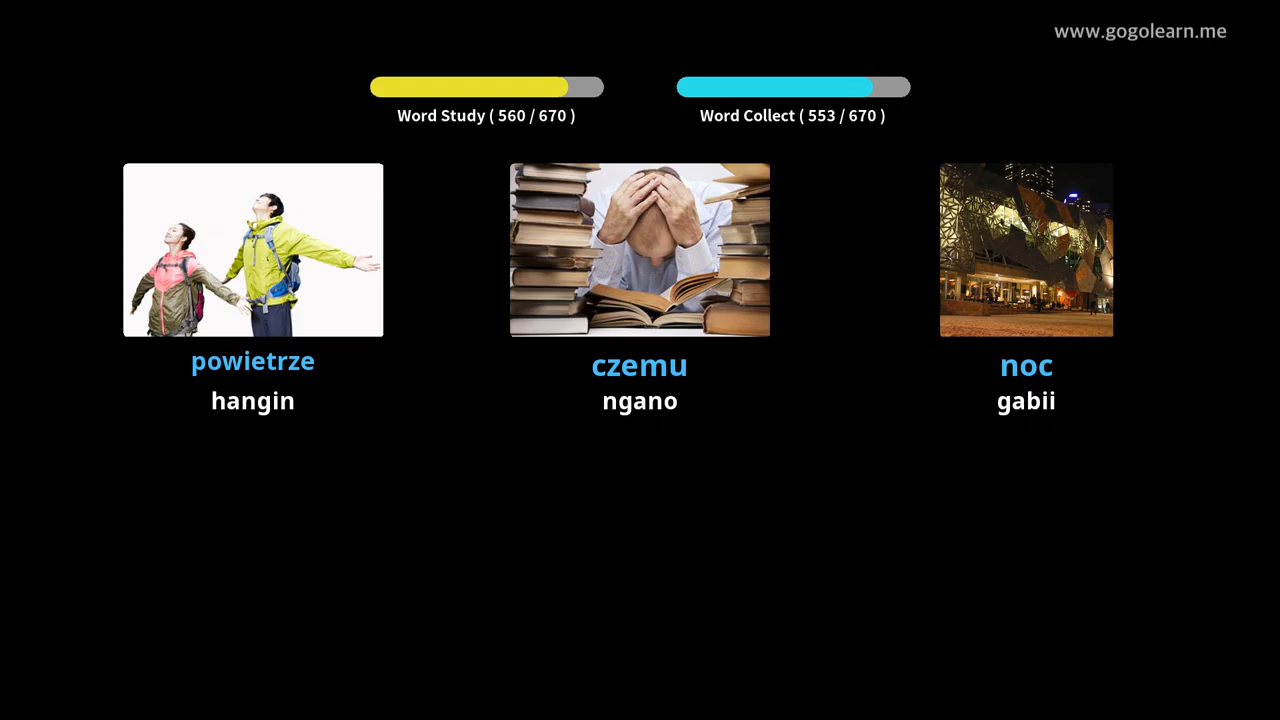 www.gogolearn.me
Word Study ( 560 / 670 )
Word Collect ( 553 / 670 )
powietrze
hangin
czemu
ngano
noc
gabii